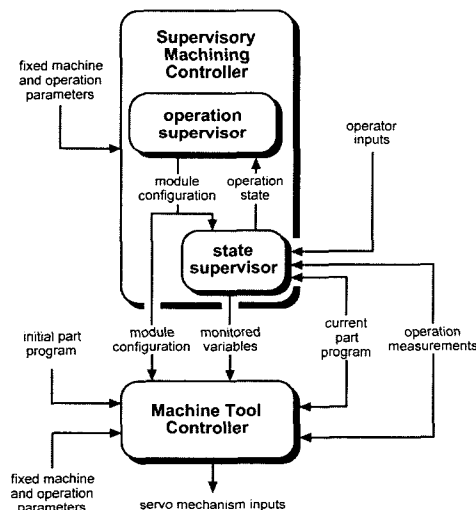 Supervisory
Machining
Controller
fixed machine
and operation
parameters
operation
supervisor
operator
inputs
module
configuration
operation
state
state
supervisor
initial part
program
module
configuration
monitored
variables
current
part
program
operation
measurements
Machine Tool
Controller
fixed machine
and operation
parameters
servo mechanism inputs